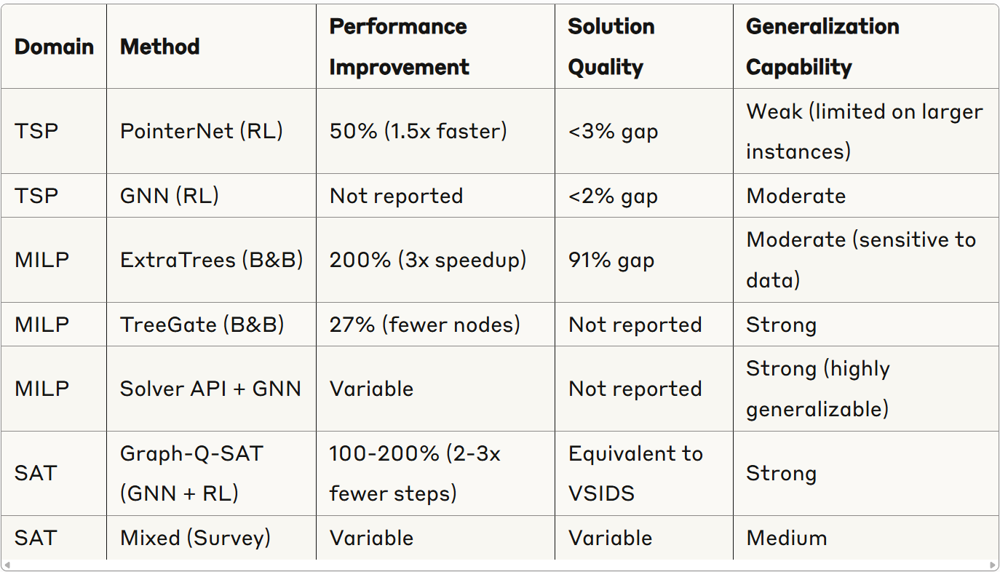 Domain
Method
Performance
Improvement
Solution
Quality
Generalization
Capability
TSP
PointerNet (RL)
50% (1.5x faster)
<3% gap
Weak (limited on larger
instances)
TSP
GNN (RL)
Not reported
<2% gap
Moderate
MILP
ExtraTrees (B&B)
200% (3x speedup)
91% gap
Moderate (sensitive to
data)
MILP
TreeGate (B&B)
27% (fewer nodes)
Not reported
Strong
MILP
Solver API + GNN
Variable
Not reported
Strong (highly
generalizable)
SAT
Graph-Q-SAT
(GNN + RL)
100-200% (2-3x
fewer steps)
Equivalent to
VSIDS
Strong
SAT
Mixed (Survey)
Variable
Variable
Medium